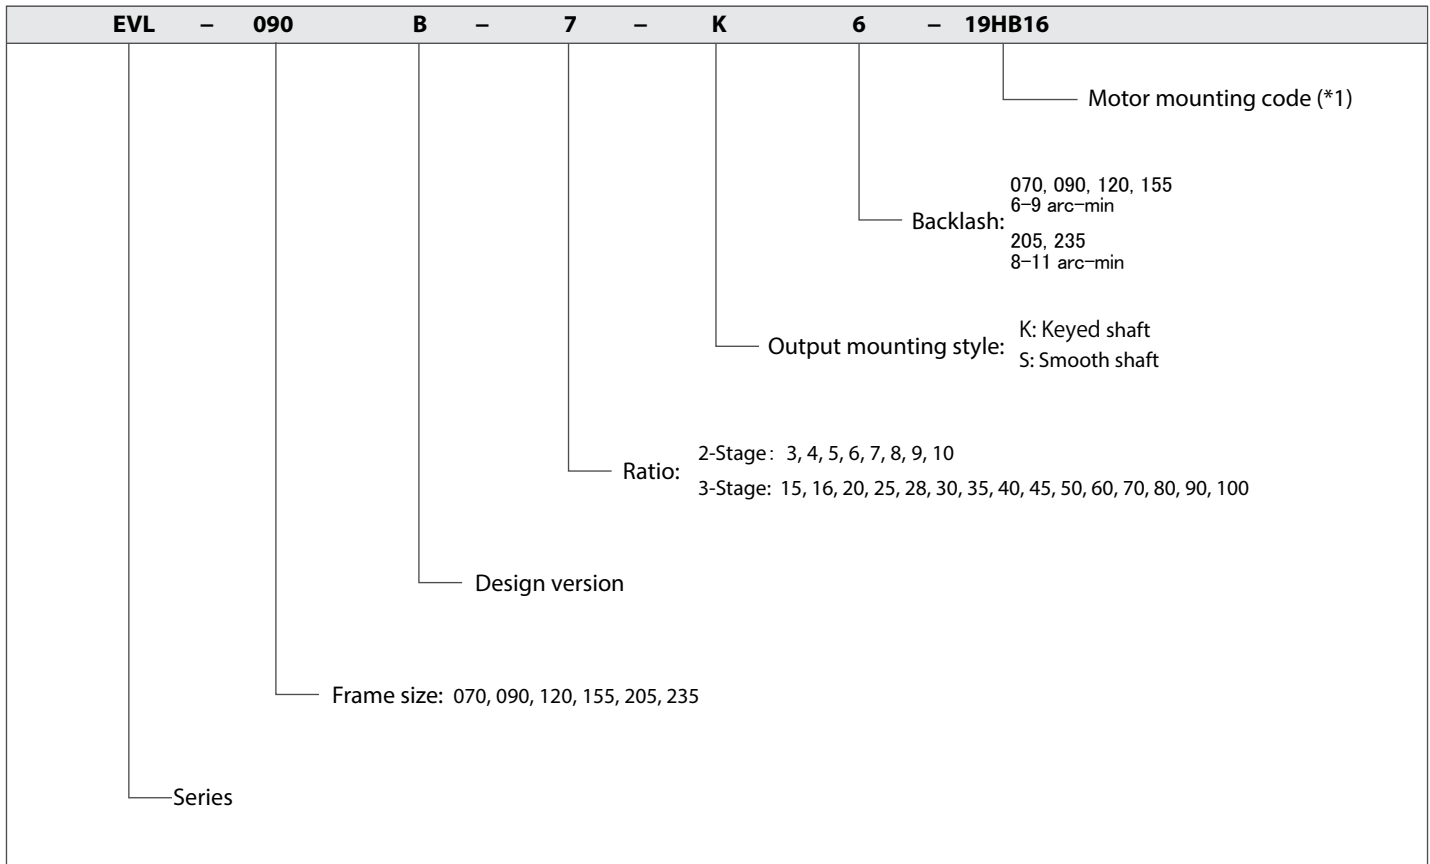 EVL – 090 B – 7 – K 6 – 19HB16
Motor mounting code (*1)
Backlash:
070, 090, 120, 155
6-9 arc-min
205, 235
8-11 arc-min
Output mounting style:
K: Keyed shaft
S: Smooth shaft
Ratio:
2-Stage: 3, 4, 5, 6, 7, 8, 9, 10
3-Stage: 15, 16, 20, 25, 28, 30, 35, 40, 45, 50, 60, 70, 80, 90, 100
Design version
Frame size: 070, 090, 120, 155, 205, 235
Series